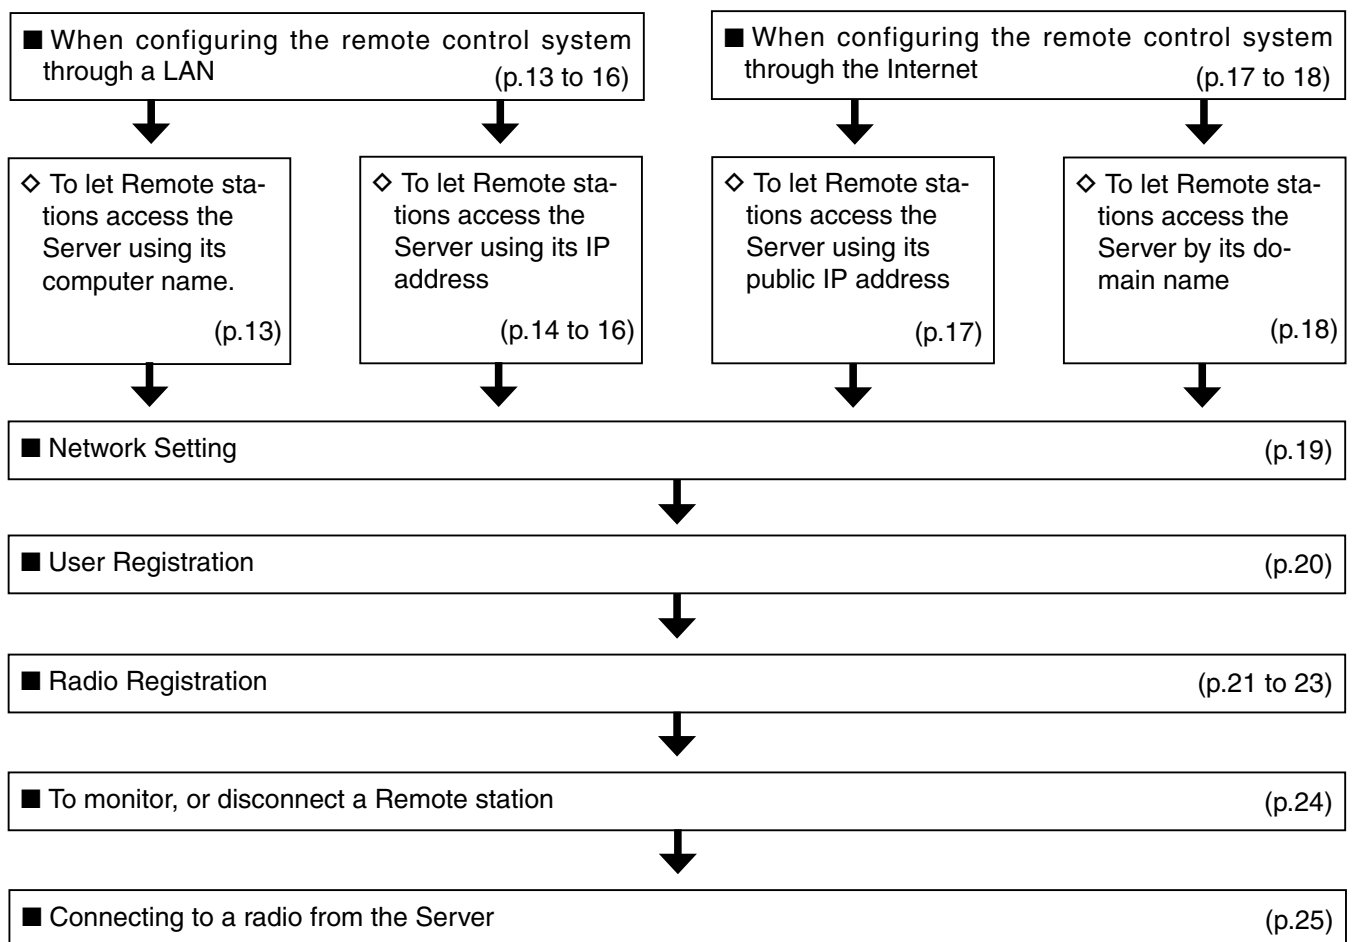 ■ When configuring the remote control system
through a LAN
(p.13 to 16)
■ When configuring the remote control system
through the Internet
(p.17 to 18)
◇ To let Remote sta-
tions access the
Server using its
computer name.
(p.13)
◇ To let Remote sta-
tions access the
Server using its IP
address
(p.14 to 16)
◇ To let Remote sta-
tions access the
Server using its
public IP address
(p.17)
◇ To let Remote sta-
tions access the
Server by its do-
main name
(p.18)
■ Network Setting (p.19)
■ User Registration (p.20)
■ Radio Registration (p.21 to 23)
■ To monitor, or disconnect a Remote station (p.24)
■ Connecting to a radio from the Server (p.25)